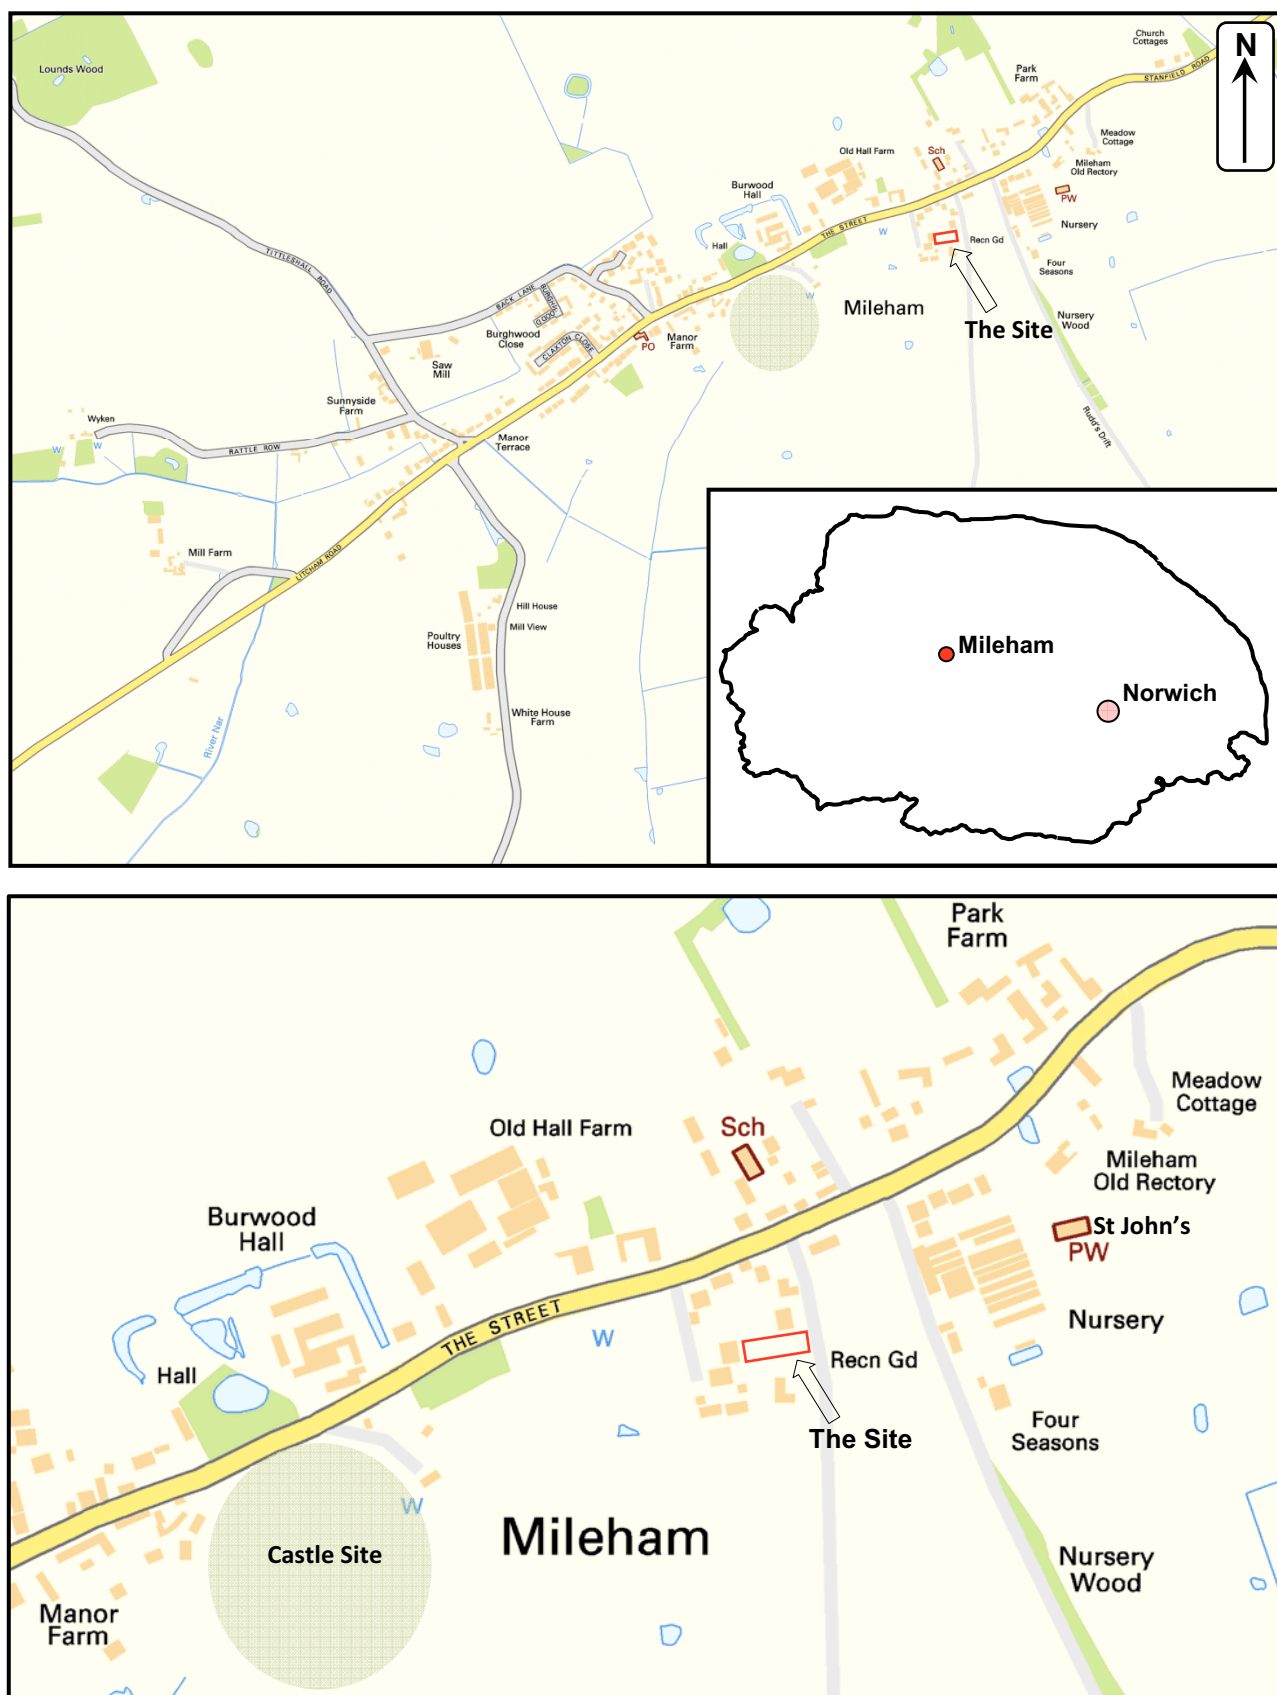 Lounds Wood
Church
Cottages
N
STANFIELD ROAD
Park
Farm
Meadow
Cottage
Old Hall Farm
Sch
Mileham
Old Rectory
PW
Burwood
Hall
THE STREET
W
Nursery
Recn Gd
Hall
Four
Seasons
TITTLESHALL ROAD
BACK LANE
W
Mileham
The Site
Nursery
Wood
Burghwood
Close
CLAXTON CLOSE
PO
Manor
Farm
Saw
Mill
Sunnyside
Farm
Rudd's Drift
Wyken
W
W
RATTLE ROW
Manor
Terrace
Mill Farm
LITCHAM ROAD
Hill House
Mill View
Poultry
Houses
White House
Farm
River Nar
Mileham
Norwich
Park
Farm
Meadow
Cottage
Old Hall Farm
Sch
Mileham
Old Rectory
St John's
PW
Burwood
Hall
THE STREET
W
Nursery
Hall
Recn Gd
Four
Seasons
The Site
W
Castle Site
Mileham
Nursery
Wood
Manor
Farm